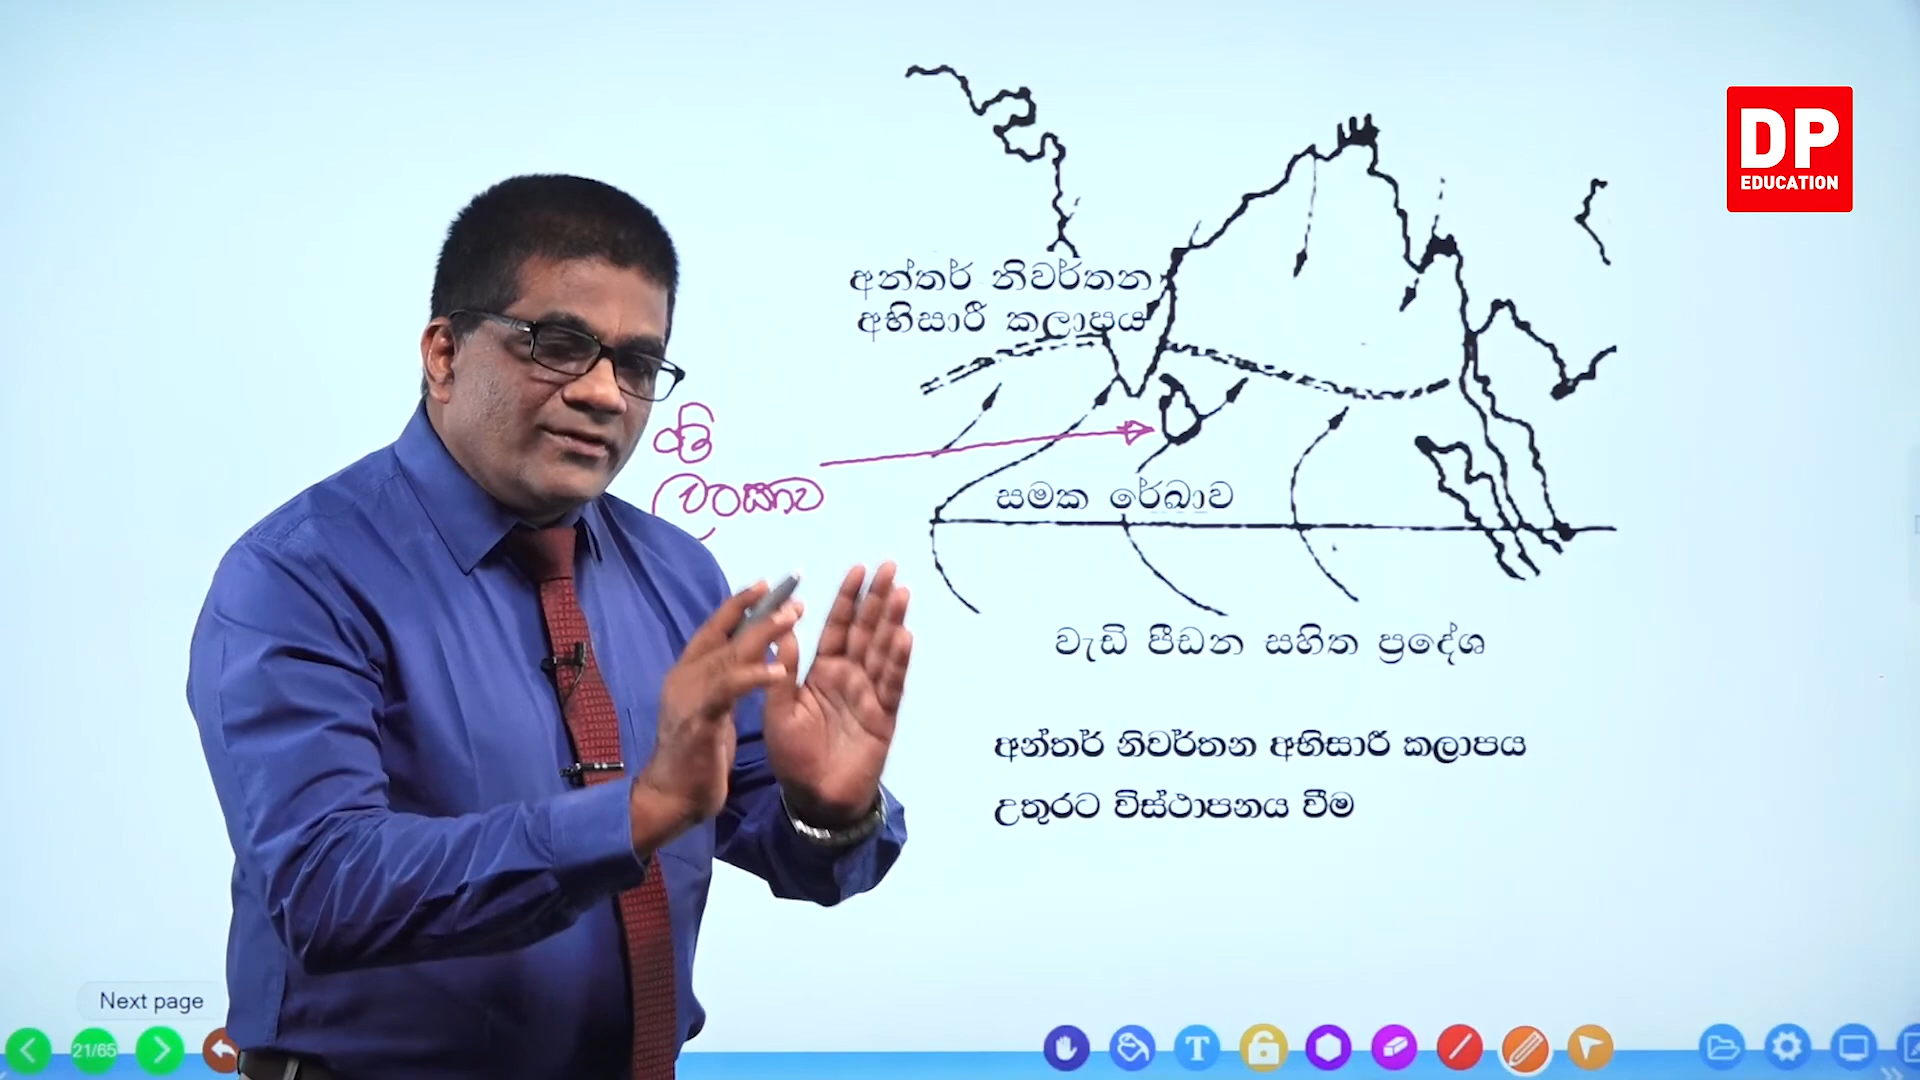 DP
EDUCATION
අන්තර් නිවර්තන
අභිසාරී කලාපය
ශ්‍රී
ලංකාව
සමක රේඛාව
වැඩි පීඩන සහිත ප්‍රදේශ
අන්තර් නිවර්තන අභිසාරී කලාපය
උතුරට විස්ථාපනය වීම
Next page
21/65
T